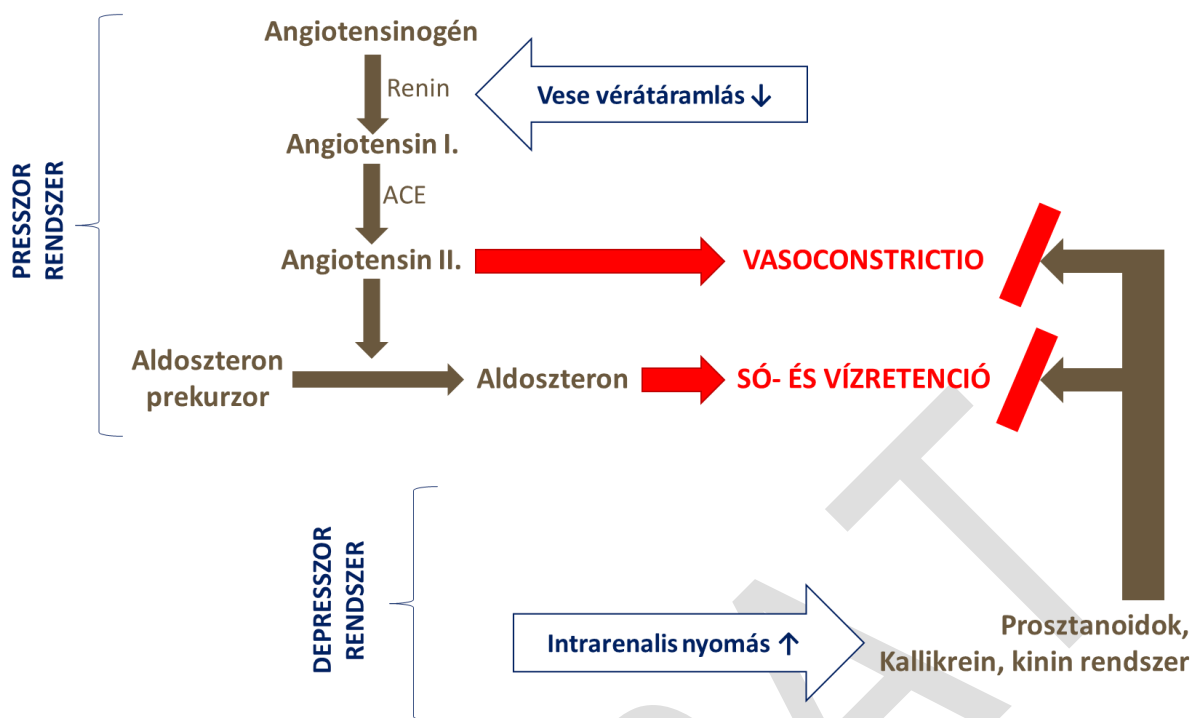 Angiotensinogén
Renin
Vese vérátáramlás ↓
Angiotensin I.
ACE
PRESSZOR
RENDSZER
Angiotensin II.
VASOCONSTRICTIO
Aldoszteron
prekurzor
Aldoszteron
SÓ- ÉS VÍZRETENCIÓ
DEPRESSZOR
RENDSZER
Intrarenalis nyomás ↑
Prosztanoidok,
Kallikrein, kinin rendszer